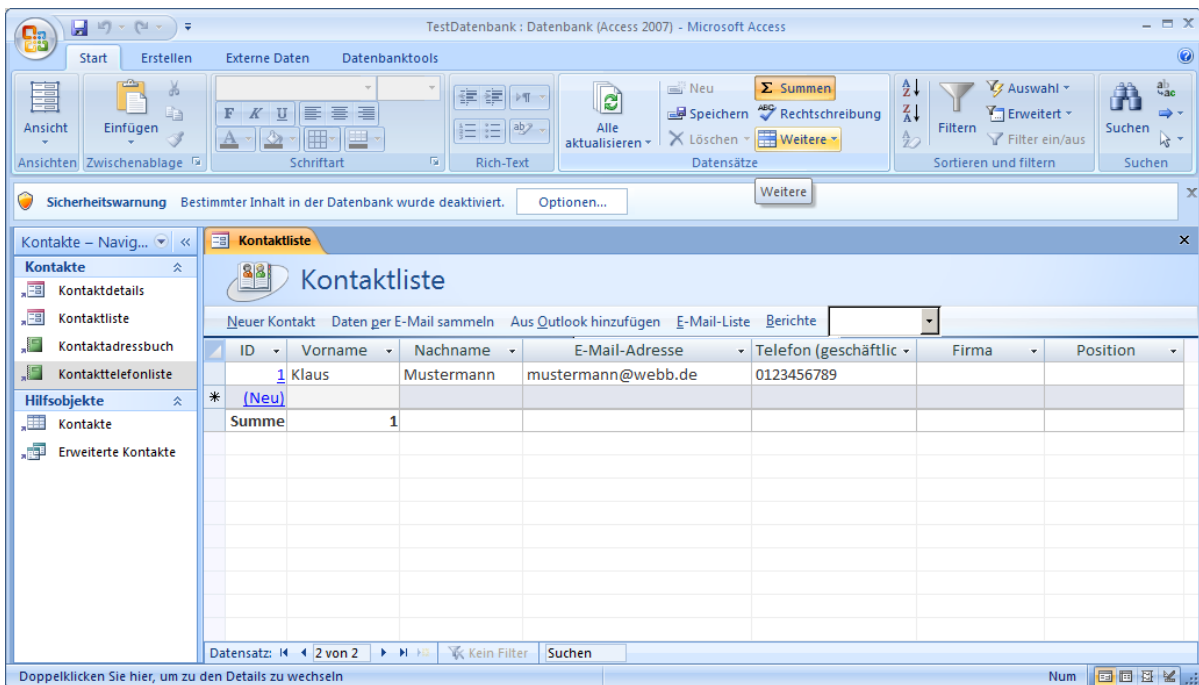 TestDatenbank : Datenbank (Access 2007) - Microsoft Access
Start Erstellen Externe Daten Datenbanktools
Ansicht
Einfügen
F K U
A
ab
Alle aktualisieren
Neu
Speichern
Löschen
Σ Summen
ABC Rechtschreibung
Weitere
A Z
Z A
Filtern
Auswahl
Erweitert
Filter ein/aus
Suchen
ab ac
Ansichten Zwischenablage Schriftart Rich-Text Datensätze Sortieren und filtern Suchen
Weitere
Sicherheitswarnung Bestimmter Inhalt in der Datenbank wurde deaktiviert. Optionen...
Kontakte – Navig... «
Kontakte
Kontaktdetails
Kontaktliste
Kontaktadressbuch
Kontakttelefonliste
Hilfsobjekte
Kontakte
Erweiterte Kontakte
Kontaktliste
Kontaktliste
Neuer Kontakt Daten per E-Mail sammeln Aus Outlook hinzufügen E-Mail-Liste Berichte
ID Vorname Nachname E-Mail-Adresse Telefon (geschäftlic Firma Position
1 Klaus Mustermann mustermann@webb.de 0123456789
* (Neu)
Summe 1
Datensatz: 2 von 2 Kein Filter Suchen
Doppelklicken Sie hier, um zu den Details zu wechseln Num